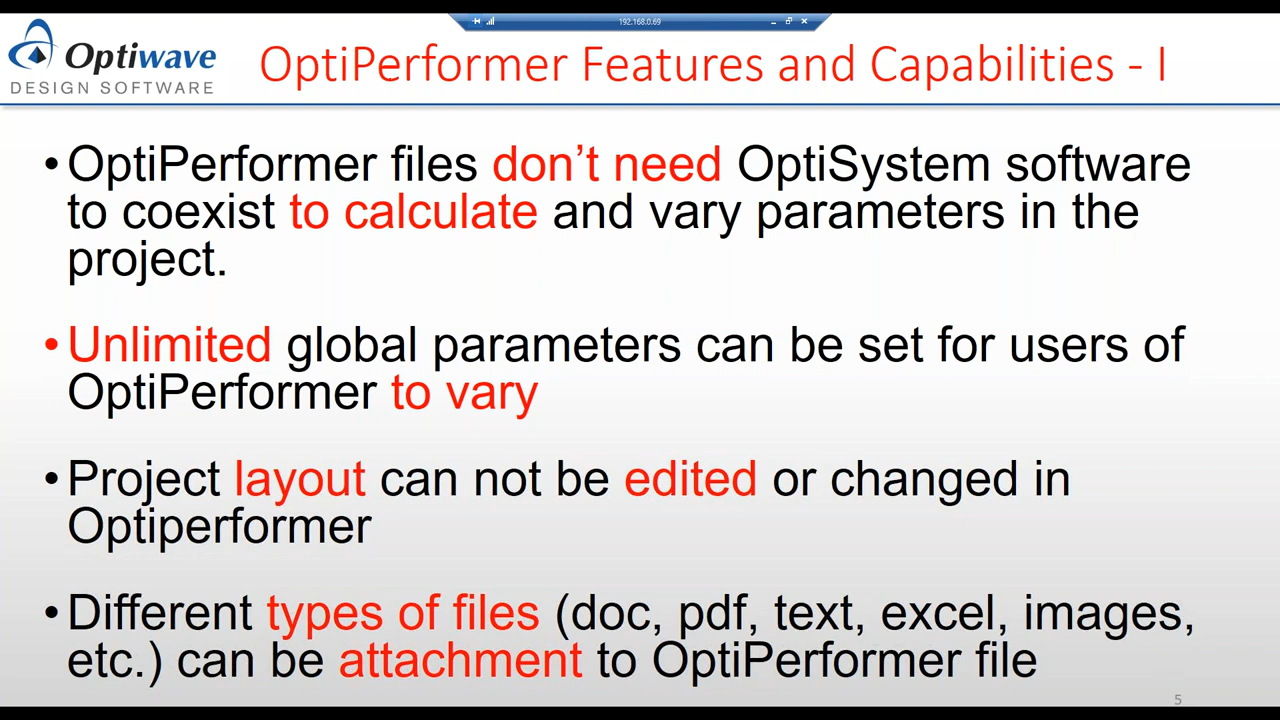 192.168.0.69
Optiwave
DESIGN SOFTWARE
OptiPerformer Features and Capabilities - I
•OptiPerformer files don’t need OptiSystem software
to coexist to calculate and vary parameters in the
project.
•Unlimited global parameters can be set for users of
OptiPerformer to vary
•Project layout can not be edited or changed in
Optiperformer
•Different types of files (doc, pdf, text, excel, images,
etc.) can be attachment to OptiPerformer file
5